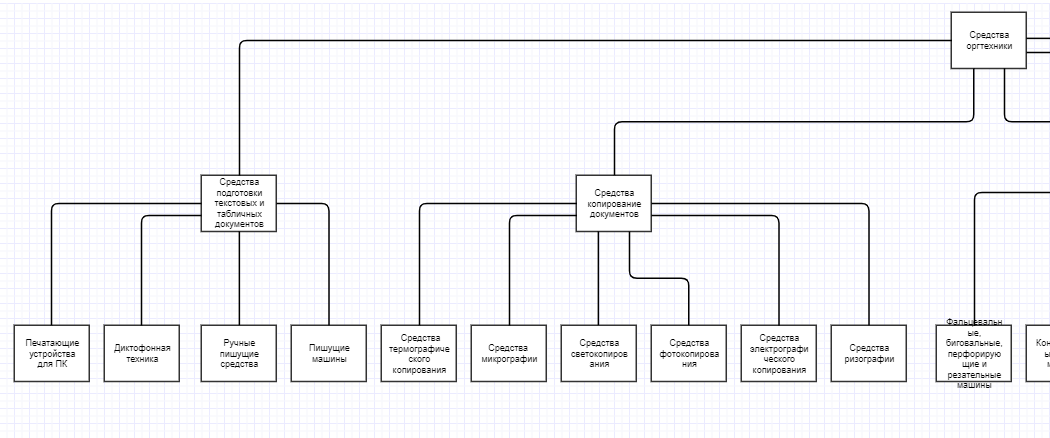 Средства
оргтехники
Средства
подготовки
текстовых и
табличных
документов
Средства
копирование
документов
Печатающие
устройства
для ПК
Диктофонная
техника
Ручные
пишущие
средства
Пишущие
машины
Средства
термографиче
ского
копирования
Средства
микрографии
Средства
светокопиров
ания
Средства
фотокопирова
ния
Средства
электрографи
ческого
копирования
Средства
ризографии
Фальцевальн
ые,
биговальные,
перфорирую
щие и
резательные
машины